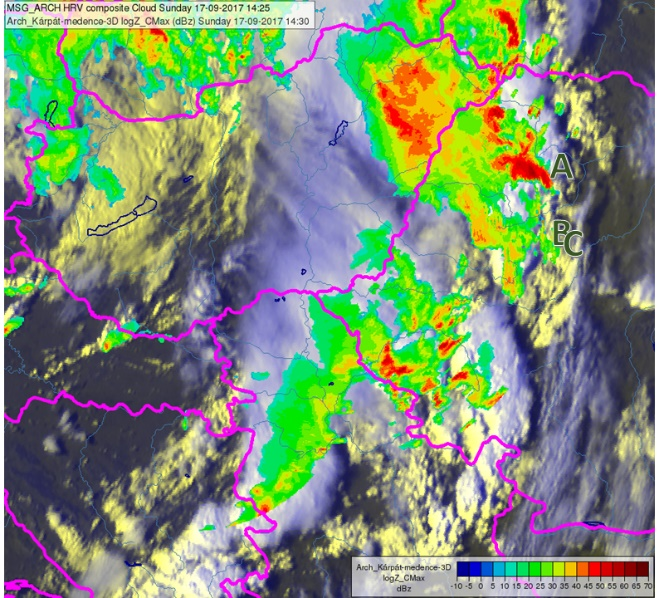 MSG_ARCH HRV composite Cloud Sunday 17-09-2017 14:25
Arch_Kárpát-medence-3D logZ_CMax (dBz) Sunday 17-09-2017 14:30
A
B
C
Arch_Kárpát-medence-3D
logZ_CMax
dBz
-10 -5 0 5 10 15 20 25 30 35 40 45 50 55 60 65 70